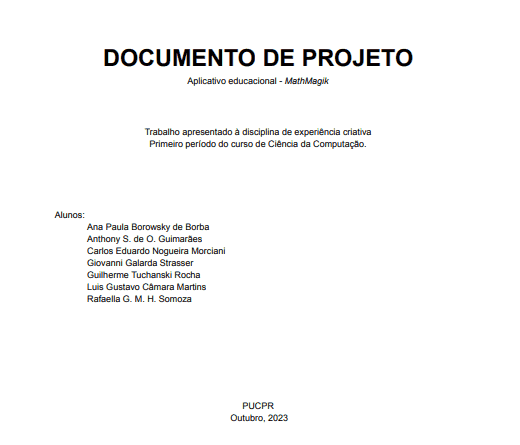 DOCUMENTO DE PROJETO
Aplicativo educacional - MathMagik
Trabalho apresentado à disciplina de experiência criativa
Primeiro período do curso de Ciência da Computação.
Alunos:
Ana Paula Borowsky de Borba
Anthony S. de O. Guimarães
Carlos Eduardo Nogueira Morciani
Giovanni Galarda Strasser
Guilherme Tuchanski Rocha
Luis Gustavo Câmara Martins
Rafaella G. M. H. Somoza
PUCPR
Outubro, 2023